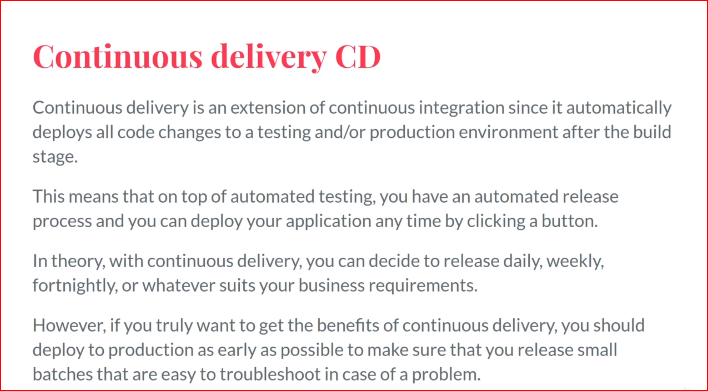 Continuous delivery CD
Continuous delivery is an extension of continuous integration since it automatically
deploys all code changes to a testing and/or production environment after the build
stage.
This means that on top of automated testing, you have an automated release
process and you can deploy your application any time by clicking a button.
In theory, with continuous delivery, you can decide to release daily, weekly,
fortnightly, or whatever suits your business requirements.
However, if you truly want to get the benefits of continuous delivery, you should
deploy to production as early as possible to make sure that you release small
batches that are easy to troubleshoot in case of a problem.